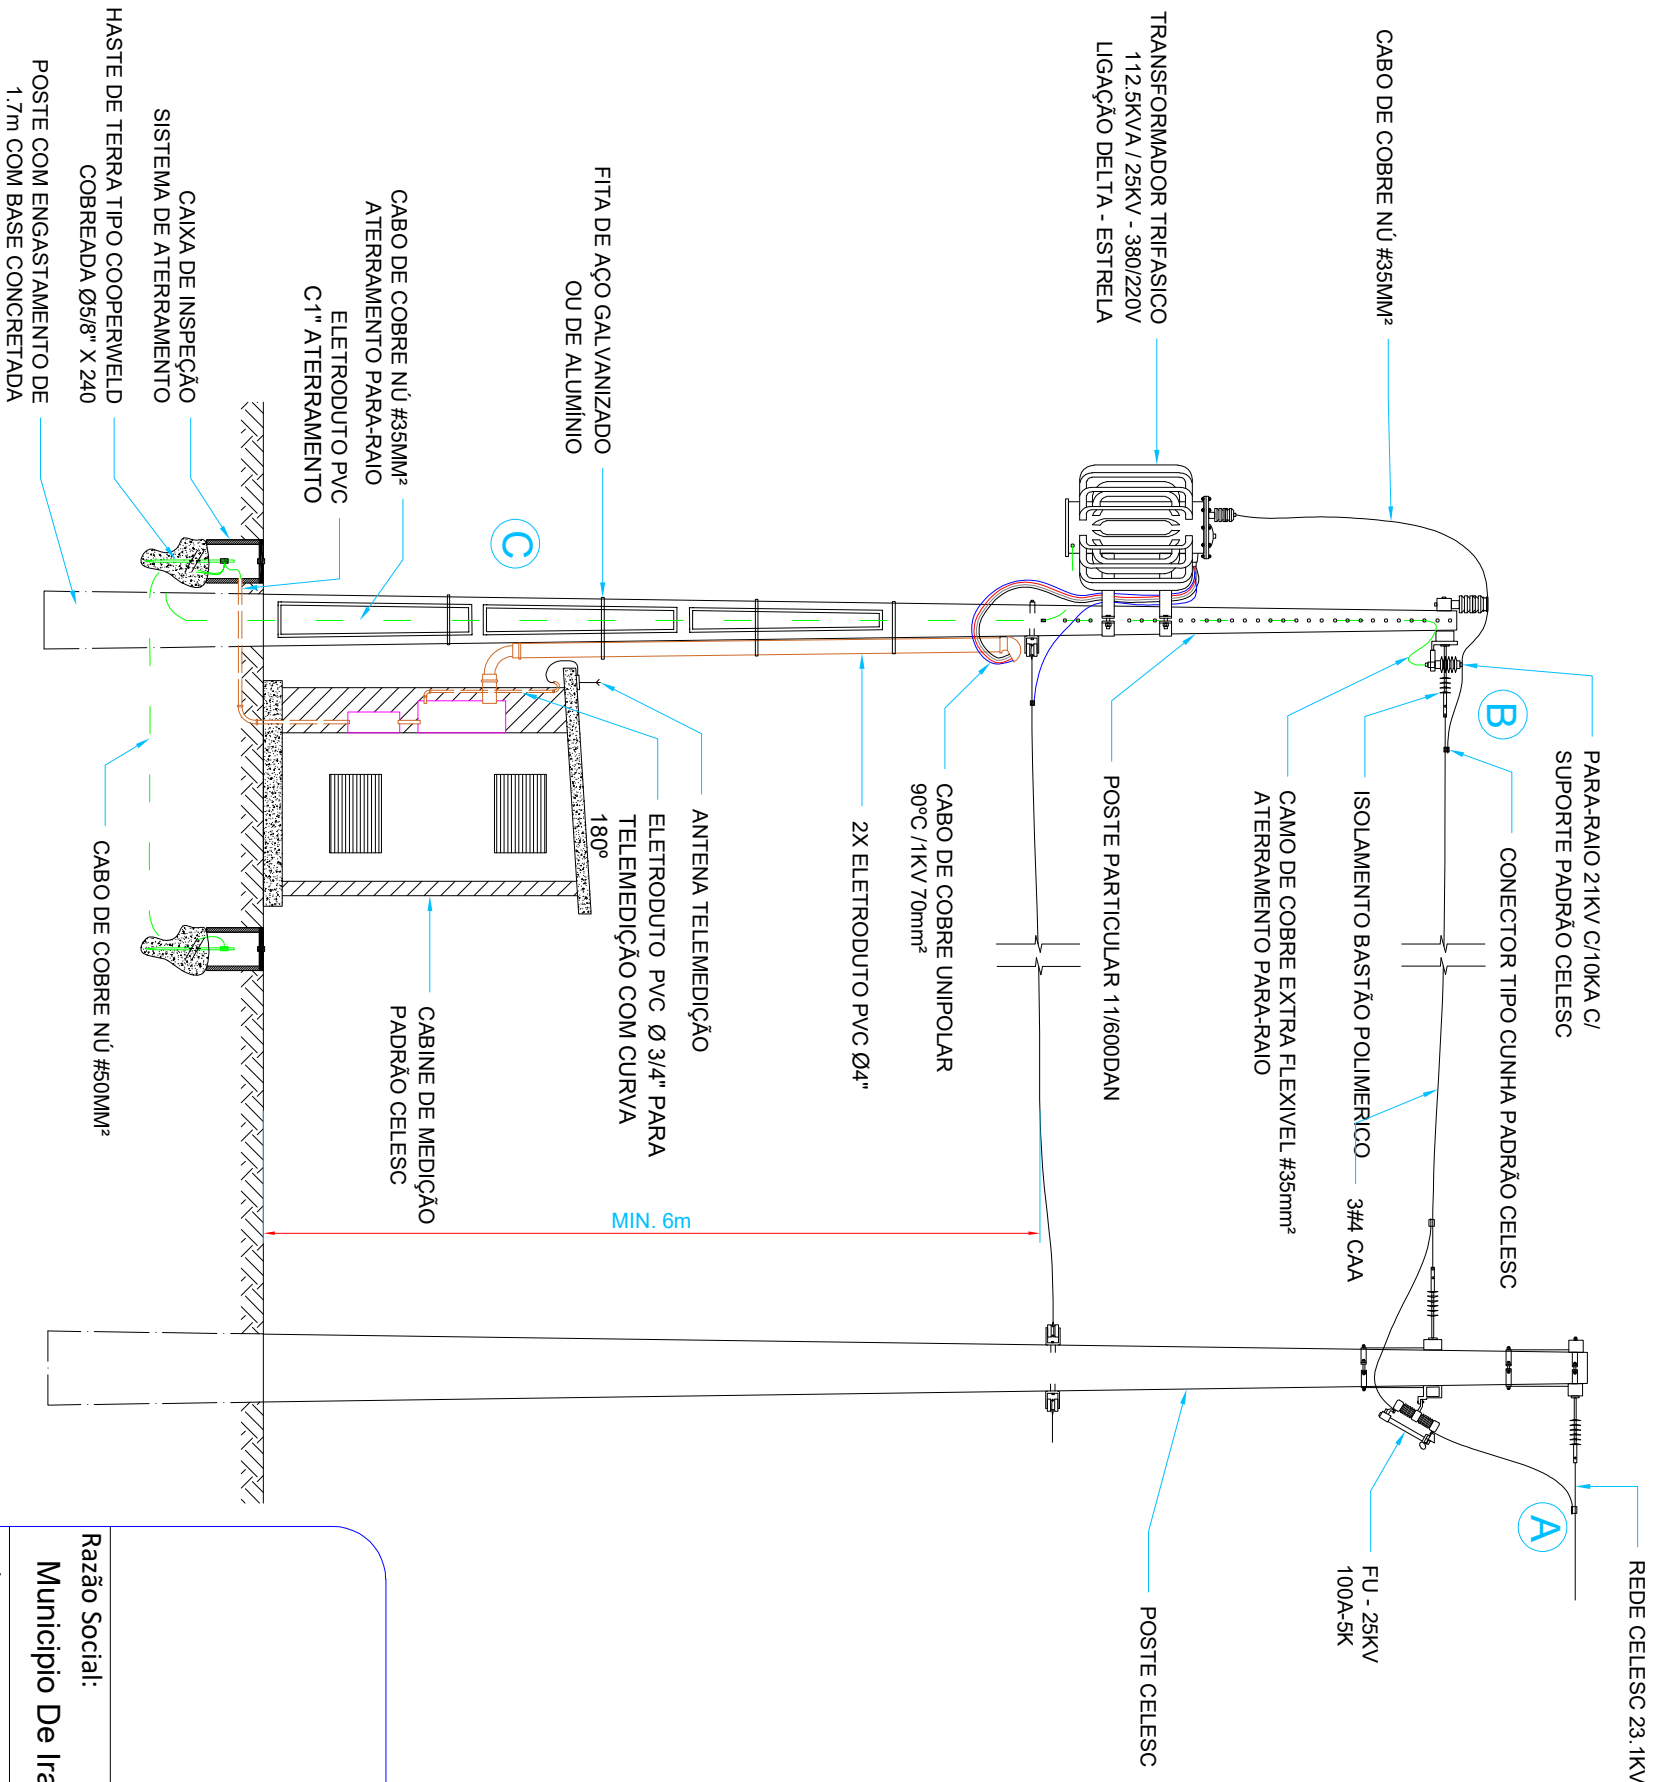 CABO DE COBRE NÚ #35MM²
TRANSFORMADOR TRIFASICO
112.5KVA / 25KV - 380/220V
LIGAÇÃO DELTA - ESTRELA
FITA DE AÇO GALVANIZADO
OU DE ALUMÍNIO
CABO DE COBRE NÚ #35MM²
ATERRAMENTO PARA-RAIO
ELETRODUTO PVC
C1" ATERRAMENTO
CAIXA DE INSPEÇÃO
SISTEMA DE ATERRAMENTO
HASTE DE TERRA TIPO COOPERWELD
COBREADA Ø5/8" X 240
POSTE COM ENGASTAMENTO DE
1.7m COM BASE CONCRETADA
C
B
PARA-RAIO 21KV C/10KA C/
SUPORTE PADRÃO CELESC
CONECTOR TIPO CUNHA PADRÃO CELESC
ISOLAMENTO BASTÃO POLIMERICO
3#4 CAA
CAMO DE COBRE EXTRA FLEXIVEL #35mm²
ATERRAMENTO PARA-RAIO
POSTE PARTICULAR 11/600DAN
CABO DE COBRE UNIPOLAR
90°C /1KV 70mm²
2X ELETRODUTO PVC Ø4"
ANTENA TELEMEDIÇÃO
ELETRODUTO PVC Ø 3/4" PARA
TELEMEDIÇÃO COM CURVA
180º
CABINE DE MEDIÇÃO
PADRÃO CELESC
CABO DE COBRE NÚ #50MM²
MIN. 6m
REDE CELESC 23.1KV
A
FU - 25KV
100A-5K
POSTE CELESC
Razão Social:
Municipio De Ira